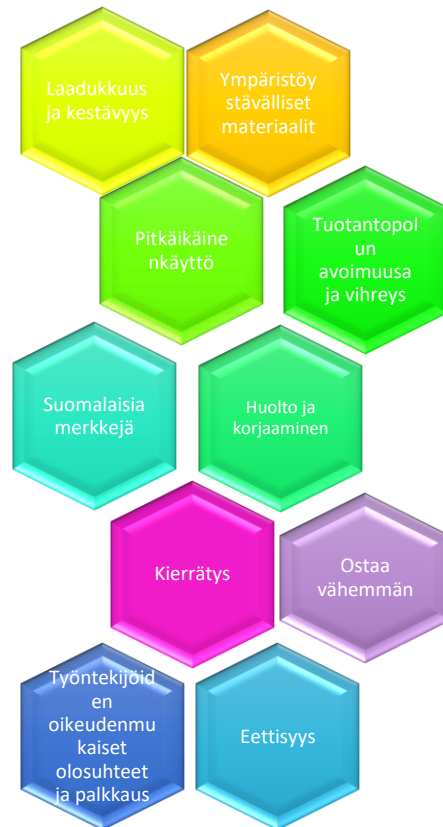 Laadukkuus
ja kestävyys
Ympäristöy
stävälliset
materiaalit
Pitkäikäine
nkäyttö
Tuotantopol
un
avoimuusa
ja vihreys
Suomalaisia
merkkejä
Huolto ja
korjaaminen
Kierrätys
Ostaa
vähemmän
Työntekijöid
en
oikeudenmu
kaiset
olosuhteet
ja palkkaus
Eettisyys